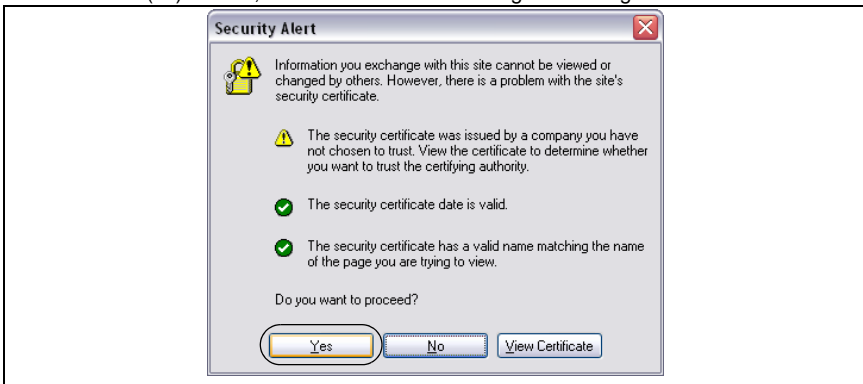 Security Alert
Information you exchange with this site cannot be viewed or
changed by others. However, there is a problem with the site's
security certificate.
The security certificate was issued by a company you have
not chosen to trust. View the certificate to determine whether
you want to trust the certifying authority.
The security certificate date is valid.
The security certificate has a valid name matching the name
of the page you are trying to view.
Do you want to proceed?
Yes No View Certificate